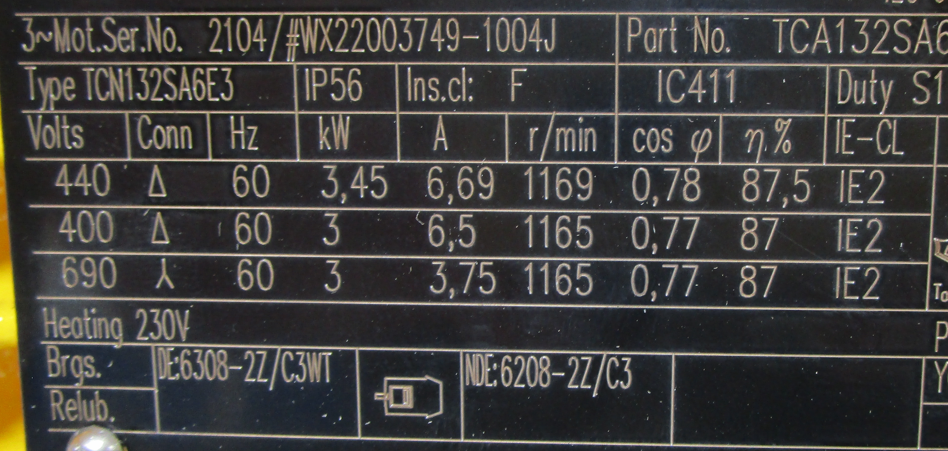 3~Mot.Ser.No. 2104/#WX22003749-1004J Part No. TCA132SA6
Type TCN132SA6E3 IP56 Ins.cl: F IC411 Duty S1
Volts Conn Hz kW A r/min cos φ η% IE-CL
440 Δ 60 3,45 6,69 1169 0,78 87,5 IE2
400 Δ 60 3 6,5 1165 0,77 87 IE2
690 Y 60 3 3,75 1165 0,77 87 IE2
Heating 230V
Brgs. DE:6308-2Z/C3WT NDE:6208-2Z/C3
Relub.